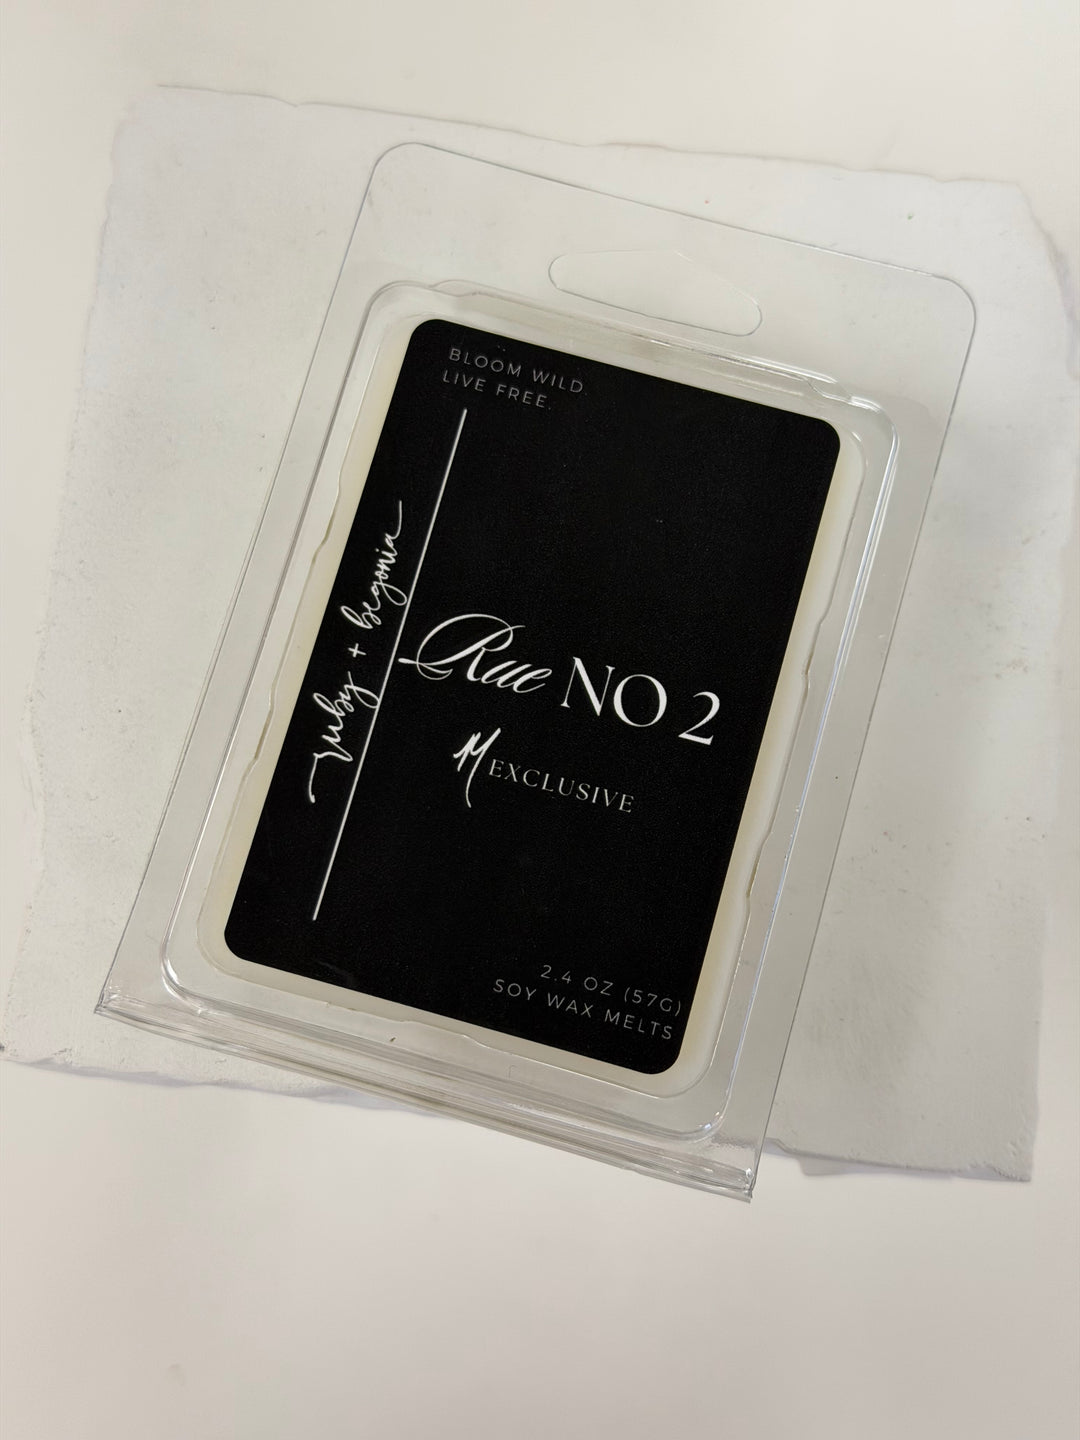 BLOOM WILD
LIVE FREE.
ruby + begonia
Rue NO 2
M EXCLUSIVE
2.4 OZ (57G)
SOY WAX MELTS